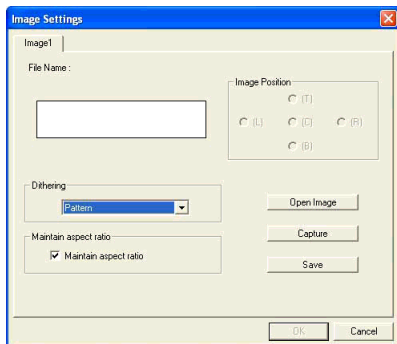 Image Settings
Image1
File Name :
Image Position
(T)
(L) (C) (R)
(B)
Dithering
Pattern
Open Image
Maintain aspect ratio
Capture
Maintain aspect ratio
Save
OK Cancel